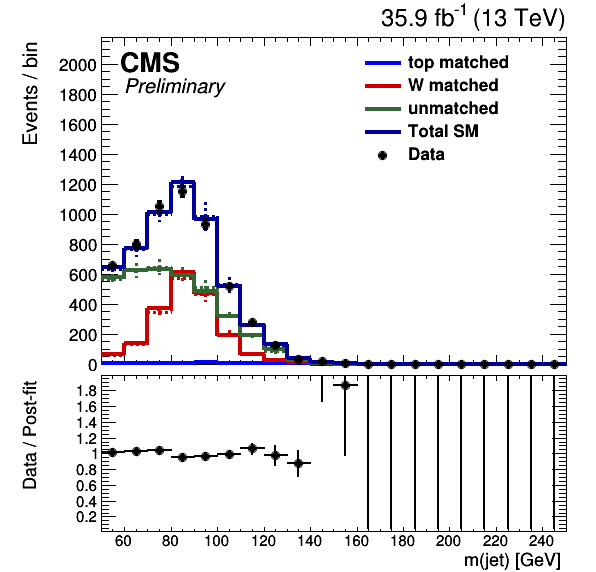 35.9 fb⁻¹ (13 TeV)
CMS
Preliminary
top matched
W matched
unmatched
Total SM
Data
Events / bin
2000
1800
1600
1400
1200
1000
800
600
400
200
0
Data / Post-fit
1.8
1.6
1.4
1.2
1
0.8
0.6
0.4
0.2
60 80 100 120 140 160 180 200 220 240
m(jet) [GeV]